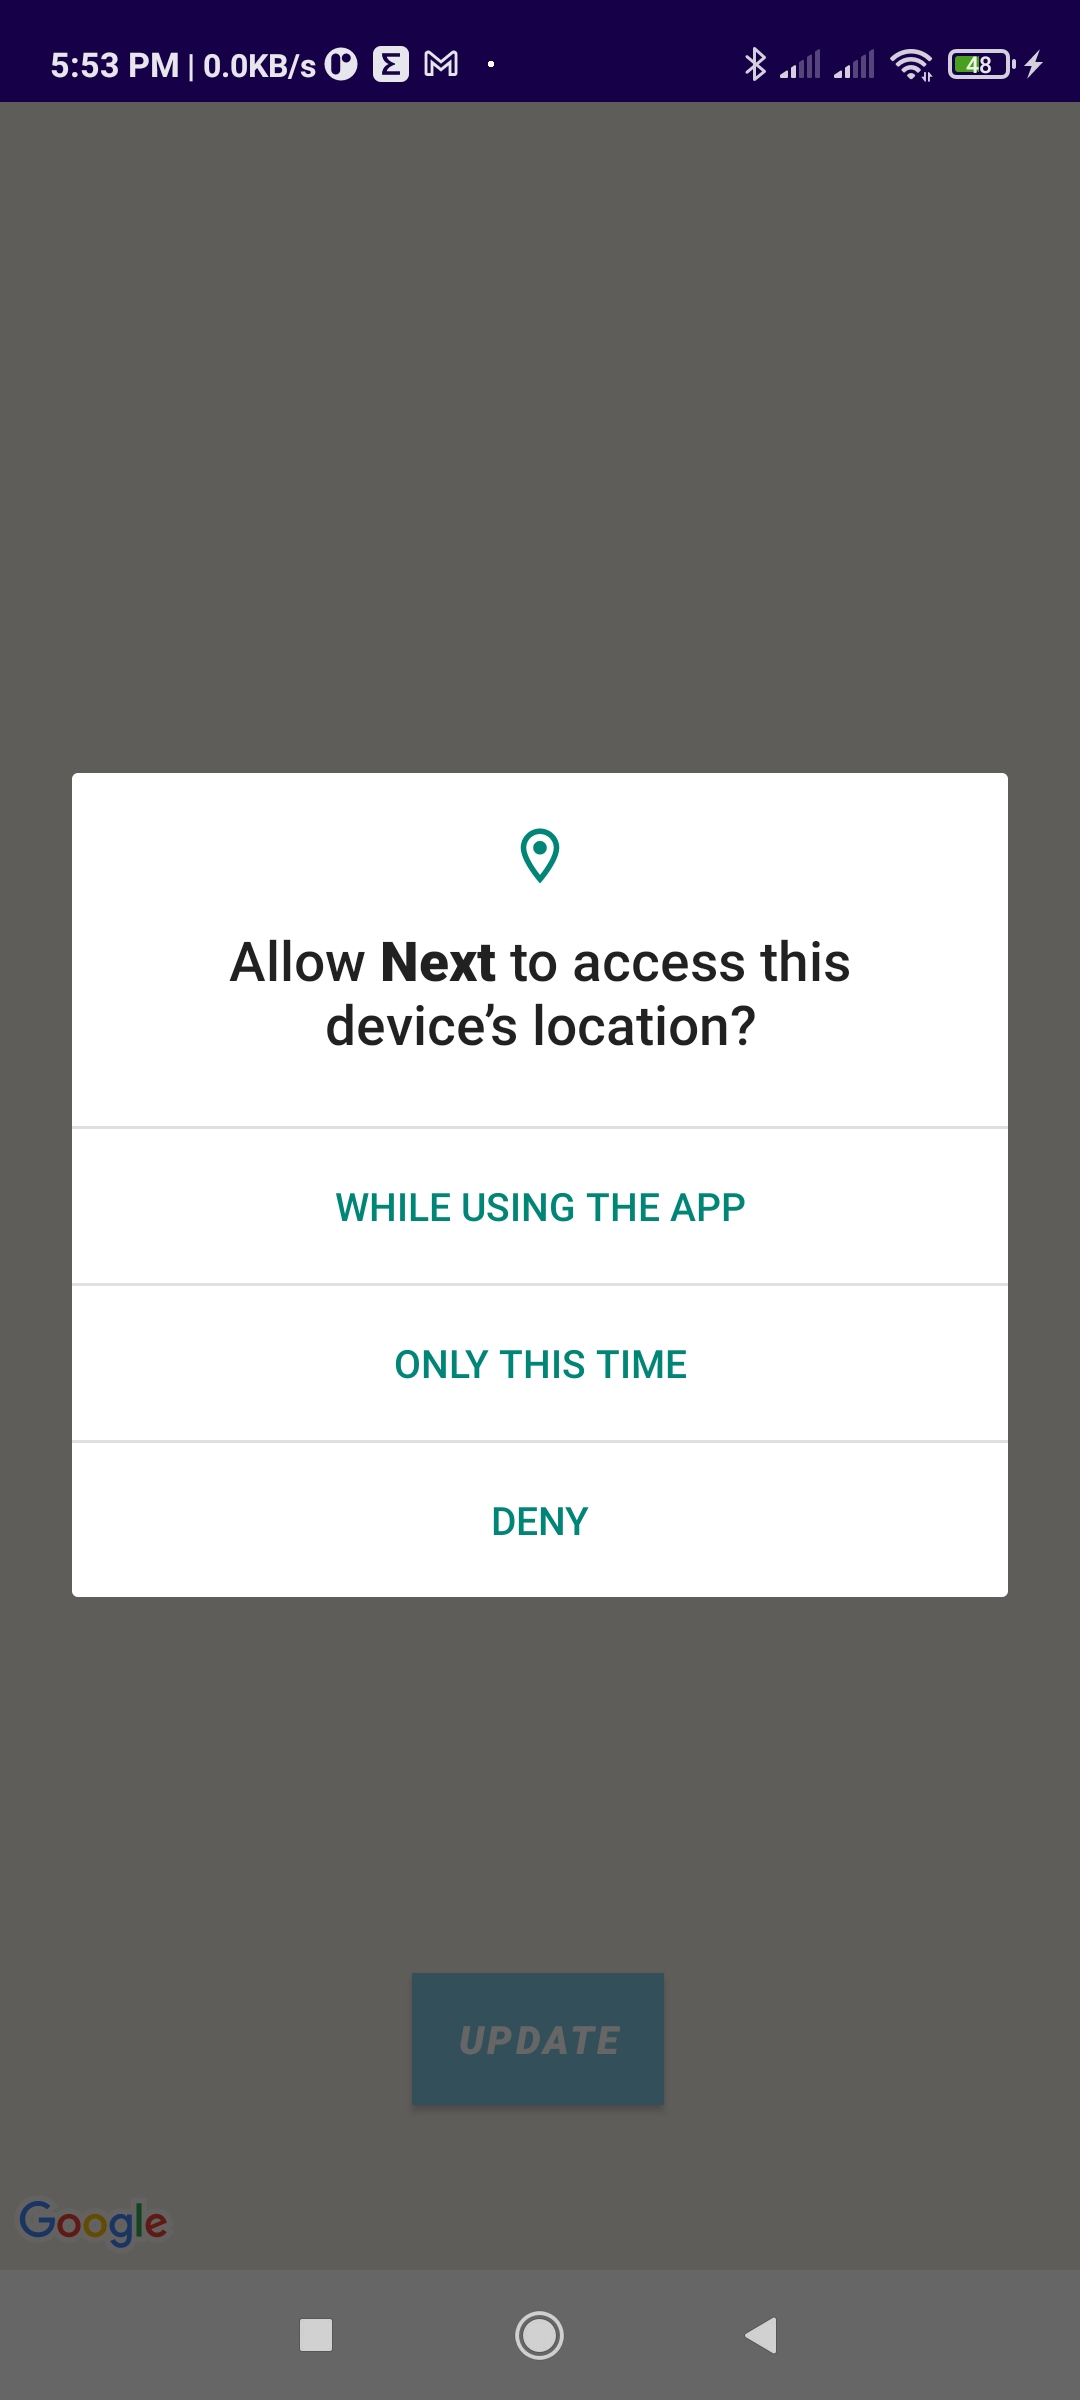 5:53 PM | 0.0KB/s
48
Allow Next to access this
device’s location?
WHILE USING THE APP
ONLY THIS TIME
DENY
UPDATE
Google